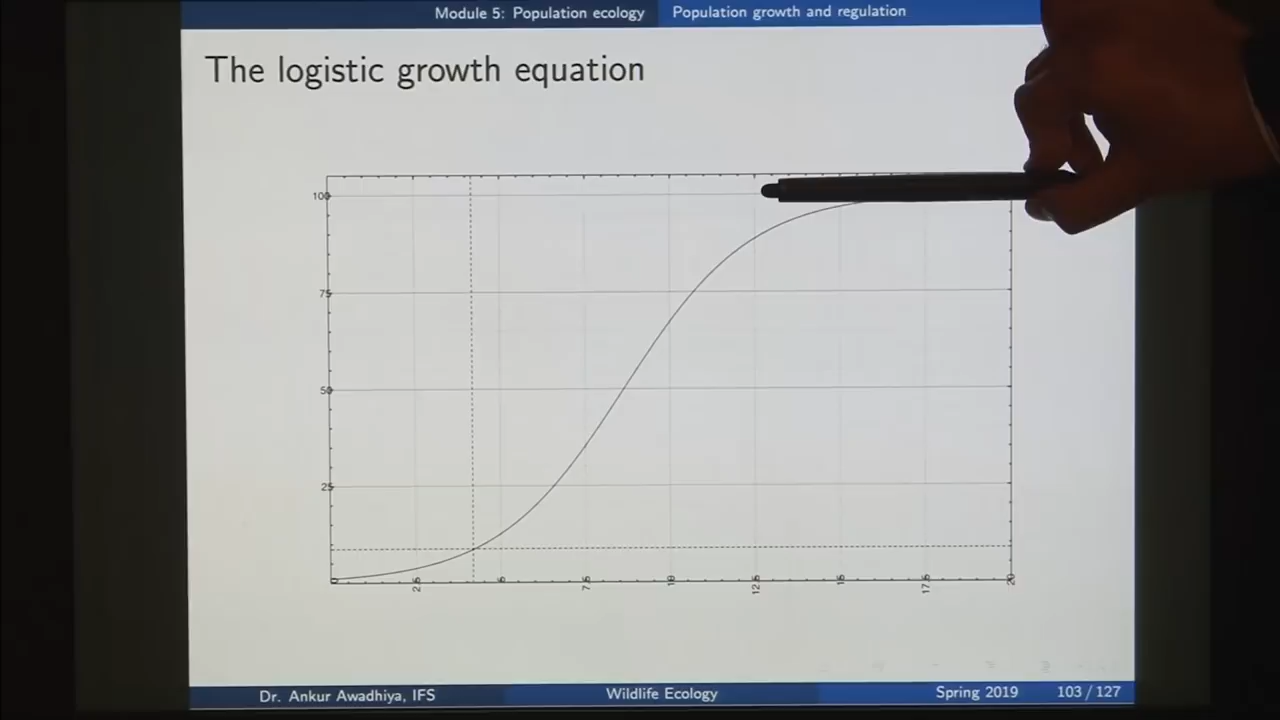 Module 5: Population ecology Population growth and regulation
The logistic growth equation
100
75
50
25
0 2.5 5 7.5 10 12.5 15 17.5 20
Dr. Ankur Awadhiya, IFS Wildlife Ecology Spring 2019 103 / 127